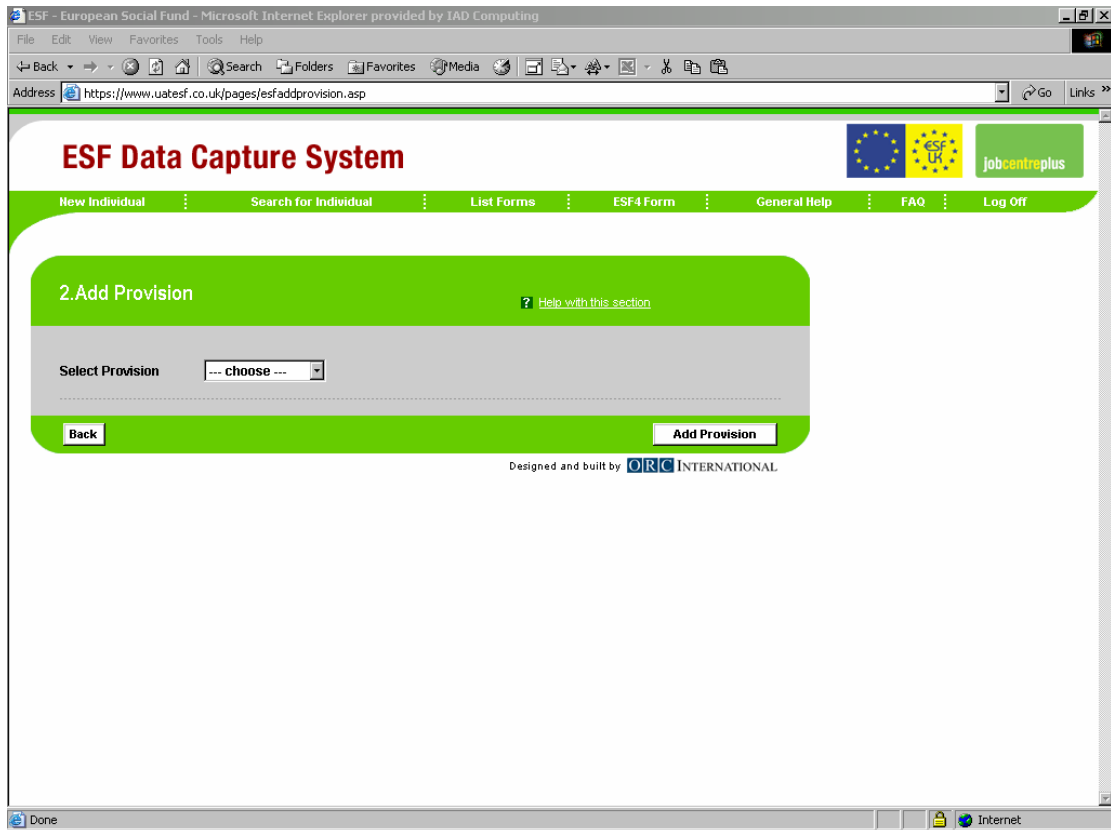 ESF - European Social Fund - Microsoft Internet Explorer provided by IAD Computing
File Edit View Favorites Tools Help
Back Search Folders Favorites Media
Address https://www.uatesf.co.uk/pages/esfaddprovision.asp Go Links »
ESF Data Capture System ESF UK jobcentreplus
New Individual Search for Individual List Forms ESF4 Form General Help FAQ Log Off
2.Add Provision ? Help with this section
Select Provision --- choose ---
Back Add Provision
Designed and built by ORC INTERNATIONAL
Done Internet